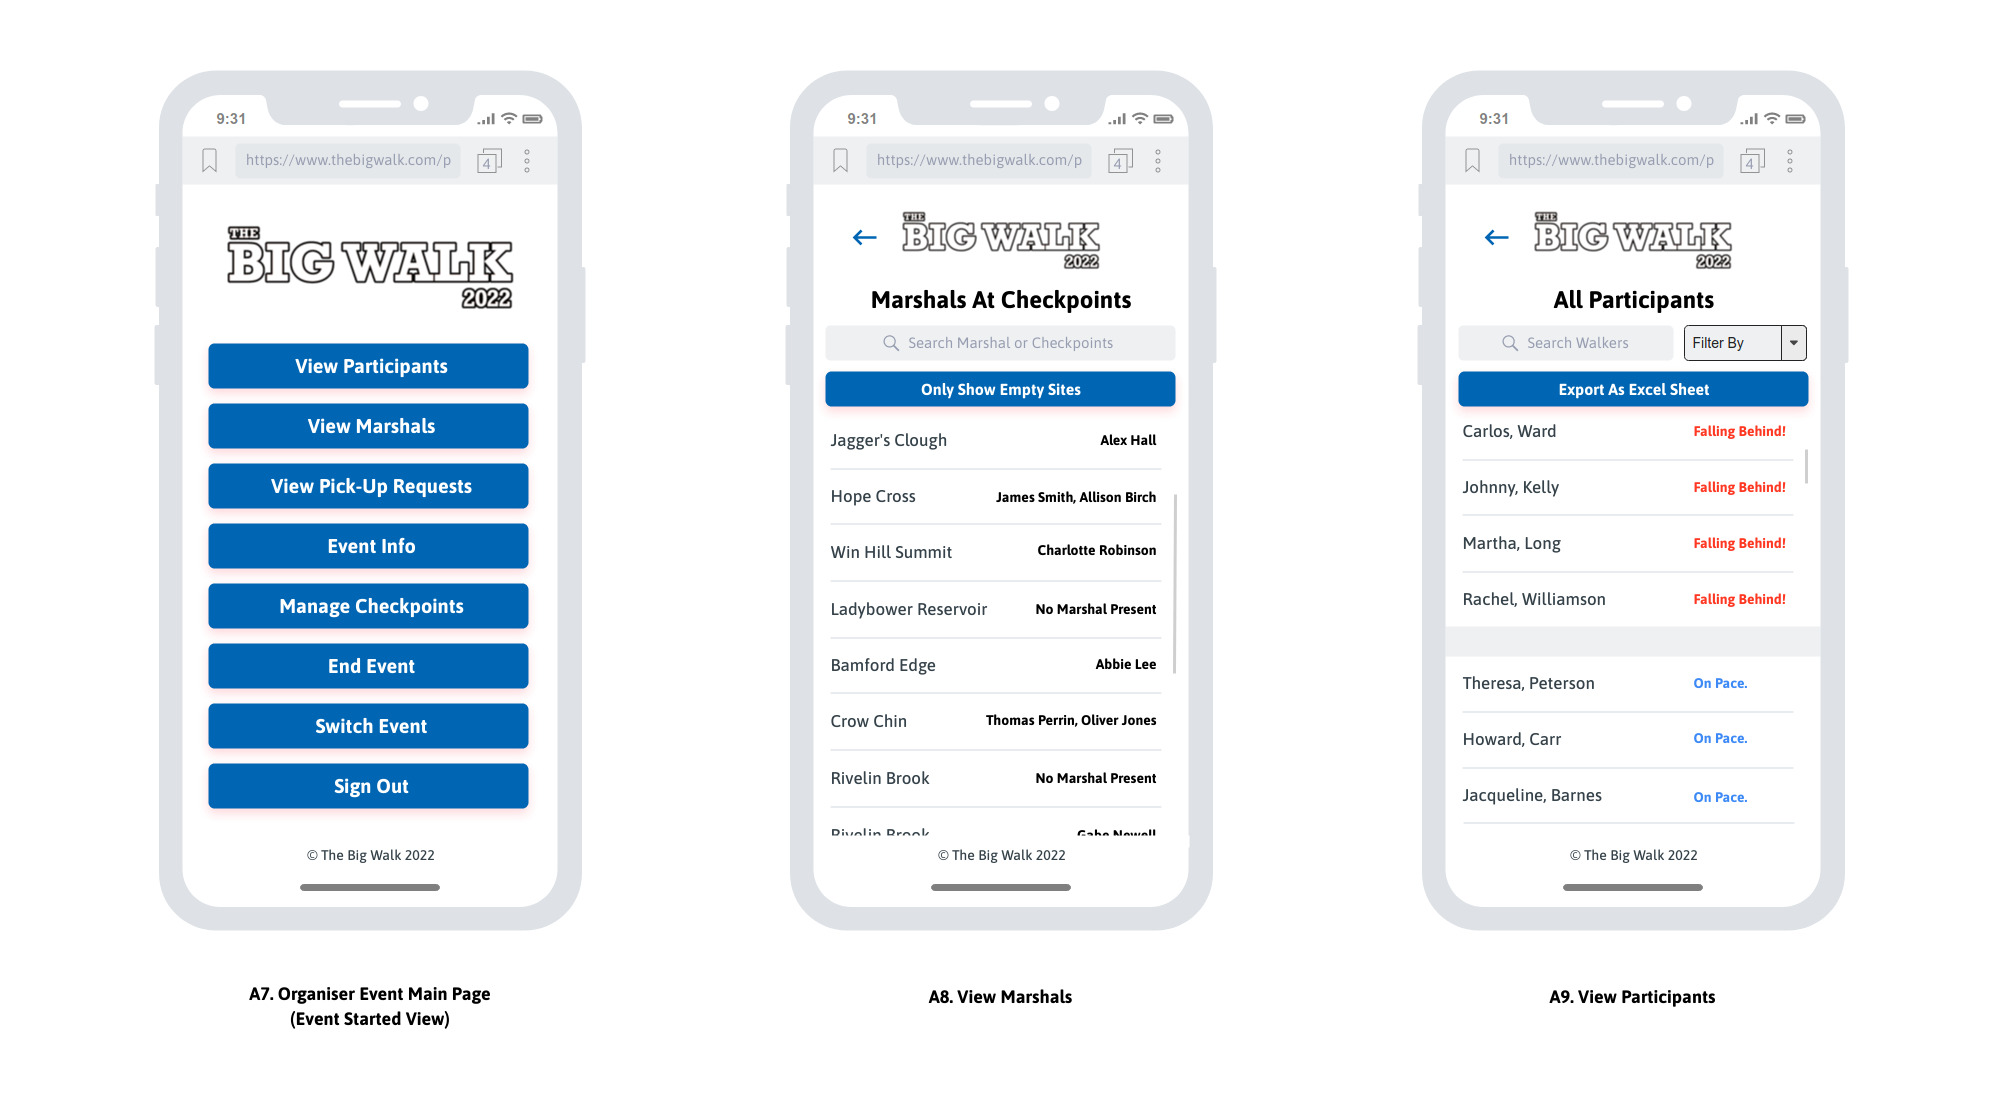 9:31
https://www.thebigwalk.com/p
4
THE
BIG WALK
2022
View Participants
View Marshals
View Pick-Up Requests
Event Info
Manage Checkpoints
End Event
Switch Event
Sign Out
© The Big Walk 2022
A7. Organiser Event Main Page
(Event Started View)
9:31
https://www.thebigwalk.com/p
4
THE
BIG WALK
2022
Marshals At Checkpoints
Search Marshal or Checkpoints
Only Show Empty Sites
Jagger's Clough Alex Hall
Hope Cross James Smith, Allison Birch
Win Hill Summit Charlotte Robinson
Ladybower Reservoir No Marshal Present
Bamford Edge Abbie Lee
Crow Chin Thomas Perrin, Oliver Jones
Rivelin Brook No Marshal Present
Rivelin Brook Gabe Newell
© The Big Walk 2022
A8. View Marshals
9:31
https://www.thebigwalk.com/p
4
THE
BIG WALK
2022
All Participants
Search Walkers
Filter By
Export As Excel Sheet
Carlos, Ward Falling Behind!
Johnny, Kelly Falling Behind!
Martha, Long Falling Behind!
Rachel, Williamson Falling Behind!
Theresa, Peterson On Pace.
Howard, Carr On Pace.
Jacqueline, Barnes On Pace.
© The Big Walk 2022
A9. View Participants